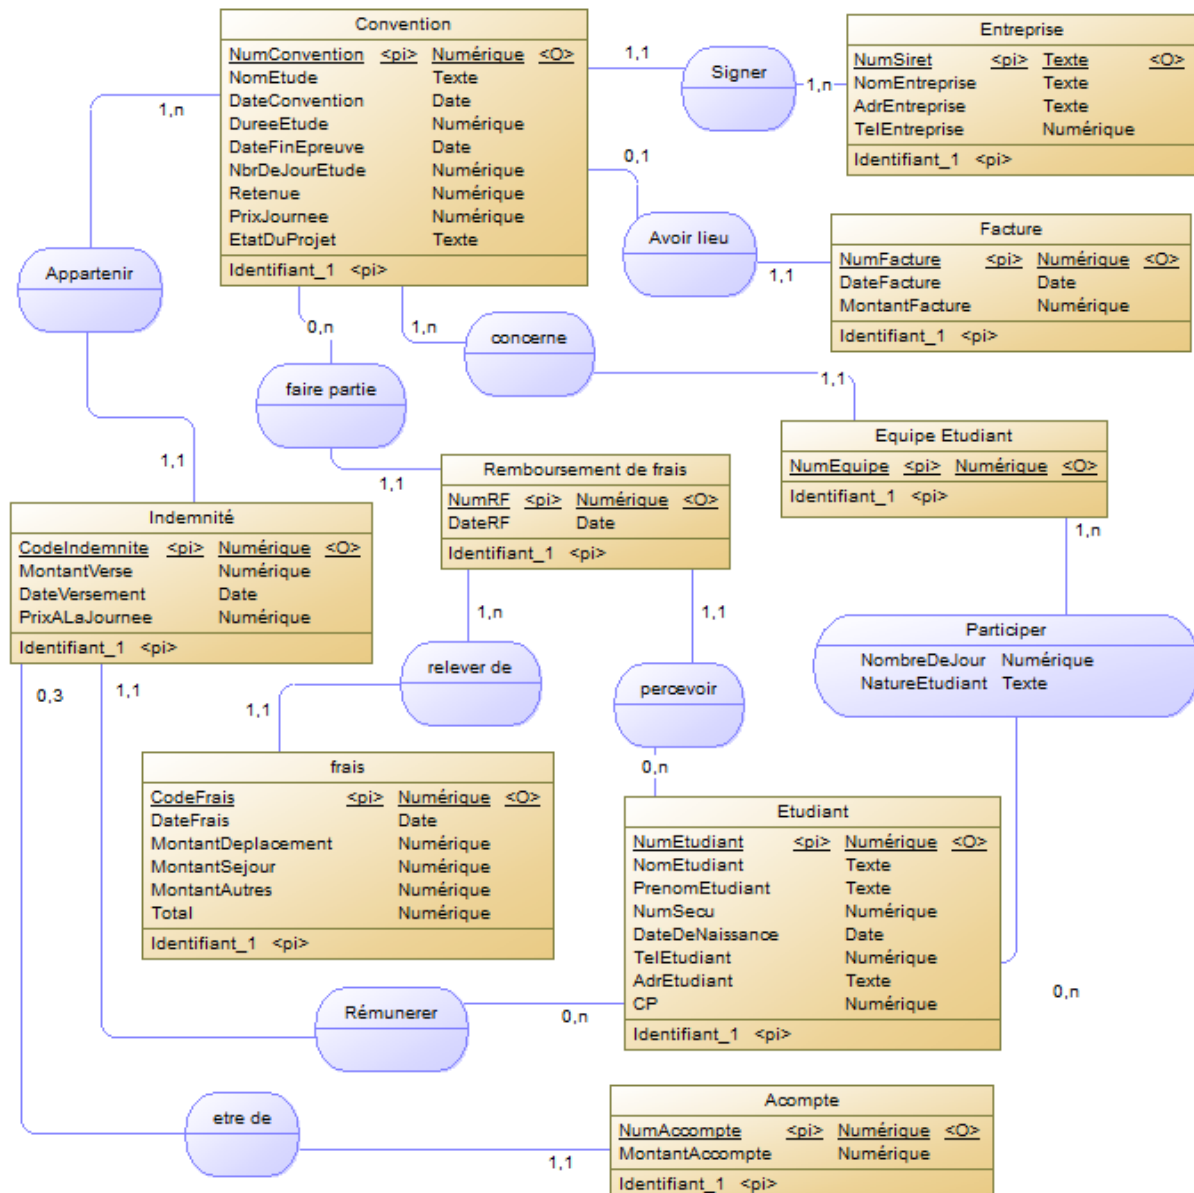 Convention
NumConvention <pi> Numérique <O>
NomEtude Texte
DateConvention Date
DureeEtude Numérique
DateFinEpreuve Date
NbrDeJourEtude Numérique
Retenue Numérique
PrixJournee Numérique
EtatDuProjet Texte
Identifiant_1 <pi>
1,1
Signer
1,n
Entreprise
NumSiret <pi> Texte <O>
NomEntreprise Texte
AdrEntreprise Texte
TelEntreprise Numérique
Identifiant_1 <pi>
0,1
Avoir lieu
1,1
Facture
NumFacture <pi> Numérique <O>
DateFacture Date
MontantFacture Numérique
Identifiant_1 <pi>
1,n
Appartenir
1,1
0,n
faire partie
1,1
1,n
concerne
1,1
Equipe Etudiant
NumEquipe <pi> Numérique <O>
Identifiant_1 <pi>
Remboursement de frais
NumRF <pi> Numérique <O>
DateRF Date
Identifiant_1 <pi>
Indemnité
CodeIndemnite <pi> Numérique <O>
MontantVerse Numérique
DateVersement Date
PrixALaJournee Numérique
Identifiant_1 <pi>
1,n
Participer
NombreDeJour Numérique
NatureEtudiant Texte
0,n
1,n
relever de
1,1
1,1
percevoir
0,n
0,3
1,1
frais
CodeFrais <pi> Numérique <O>
DateFrais Date
MontantDeplacement Numérique
MontantSejour Numérique
MontantAutres Numérique
Total Numérique
Identifiant_1 <pi>
Etudiant
NumEtudiant <pi> Numérique <O>
NomEtudiant Texte
PrenomEtudiant Texte
NumSecu Numérique
DateDeNaissance Date
TelEtudiant Numérique
AdrEtudiant Texte
CP Numérique
Identifiant_1 <pi>
Rémunerer
0,n
etre de
1,1
Acompte
NumAccompte <pi> Numérique <O>
MontantAccompte Numérique
Identifiant_1 <pi>